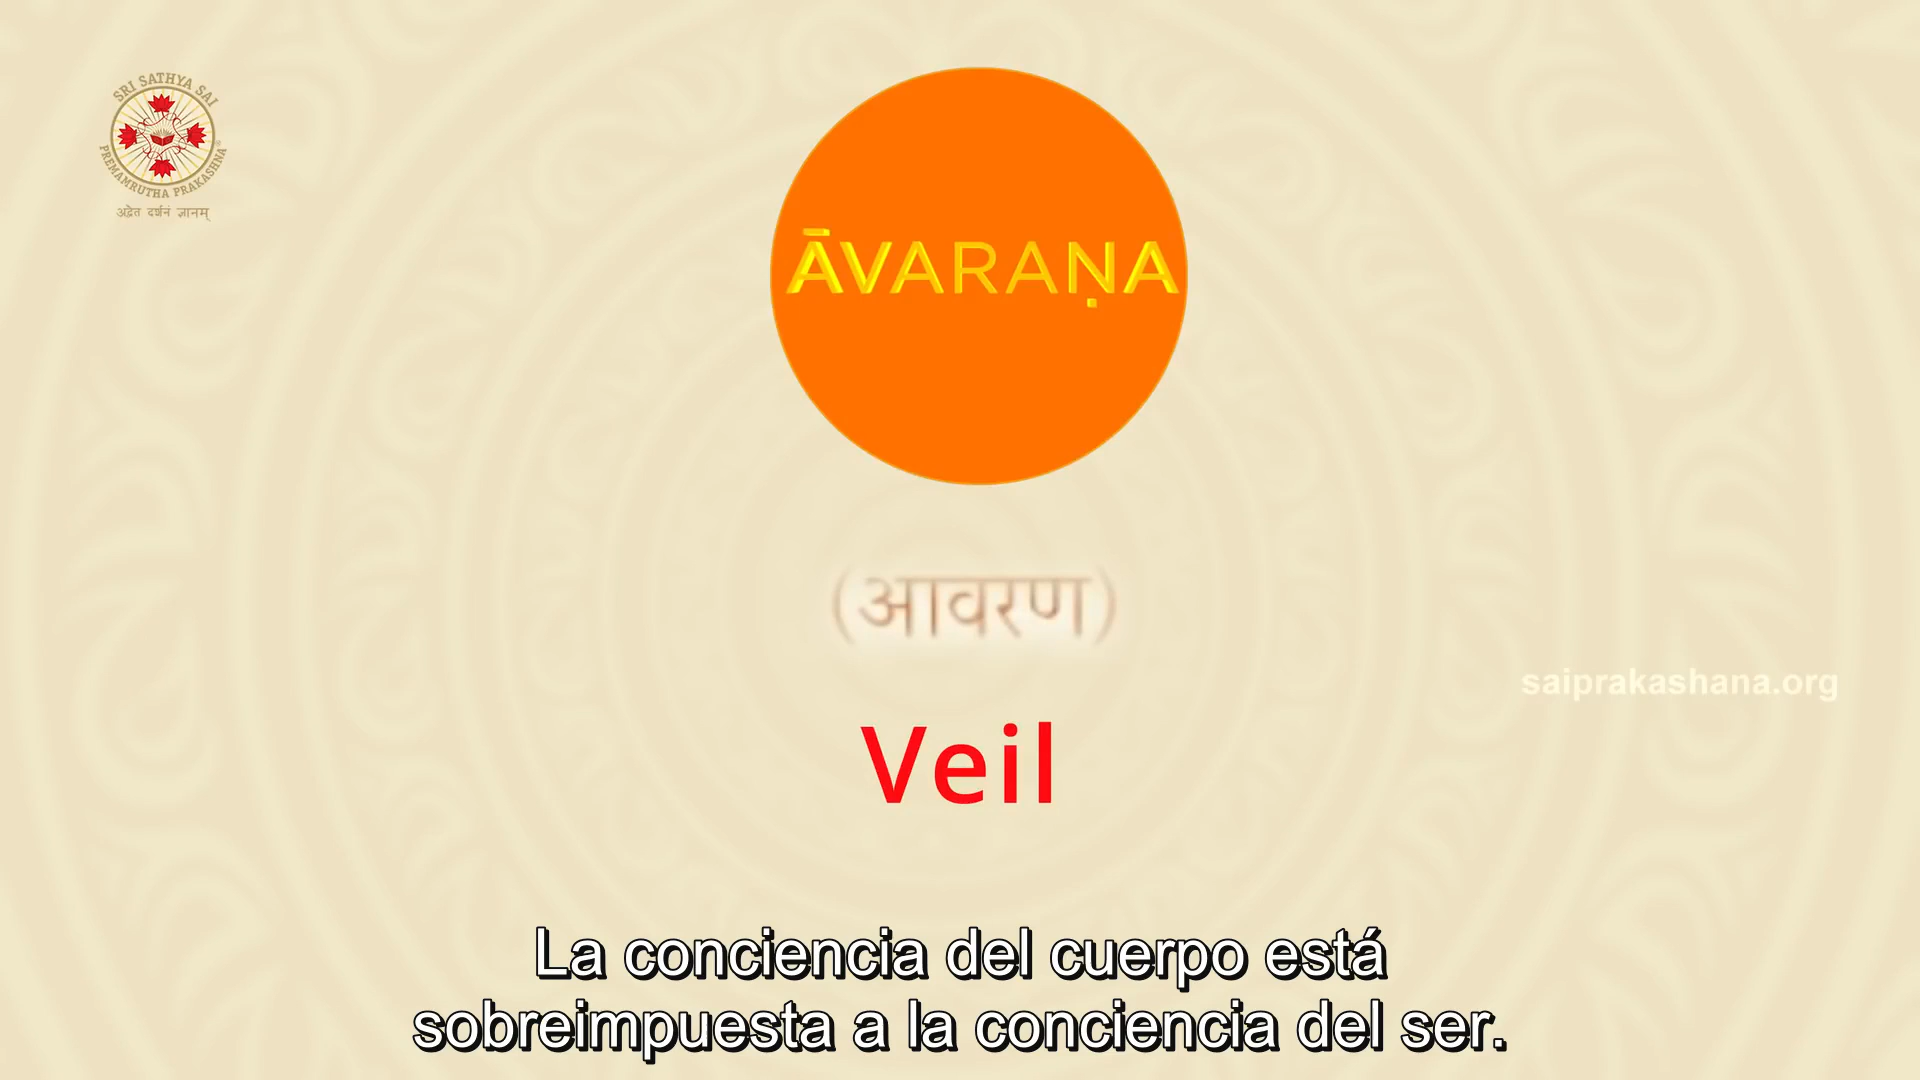 SRI SATHYA SAI
PREMAMRUTHA PRAKASHNA
अद्वैत दर्शनं ज्ञानम्
ĀVARAṆA
(आवरण)
saiprakashana.org
Veil
La conciencia del cuerpo está
sobreimpuesta a la conciencia del ser.